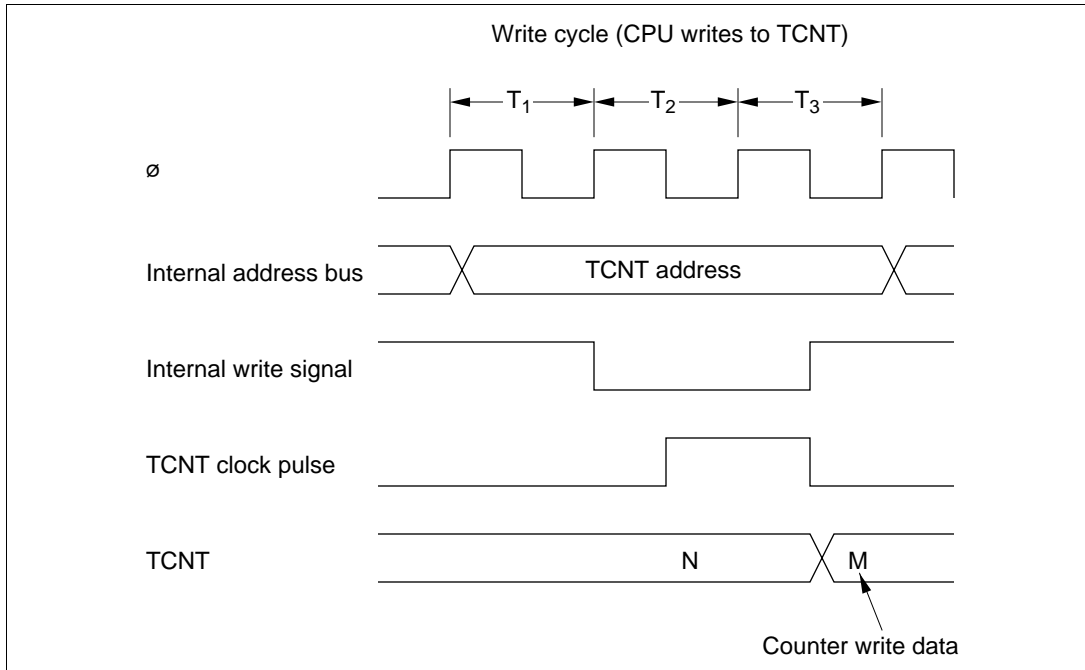 Write cycle (CPU writes to TCNT)
T1 T2 T3
ø
Internal address bus TCNT address
Internal write signal
TCNT clock pulse
TCNT N M
Counter write data